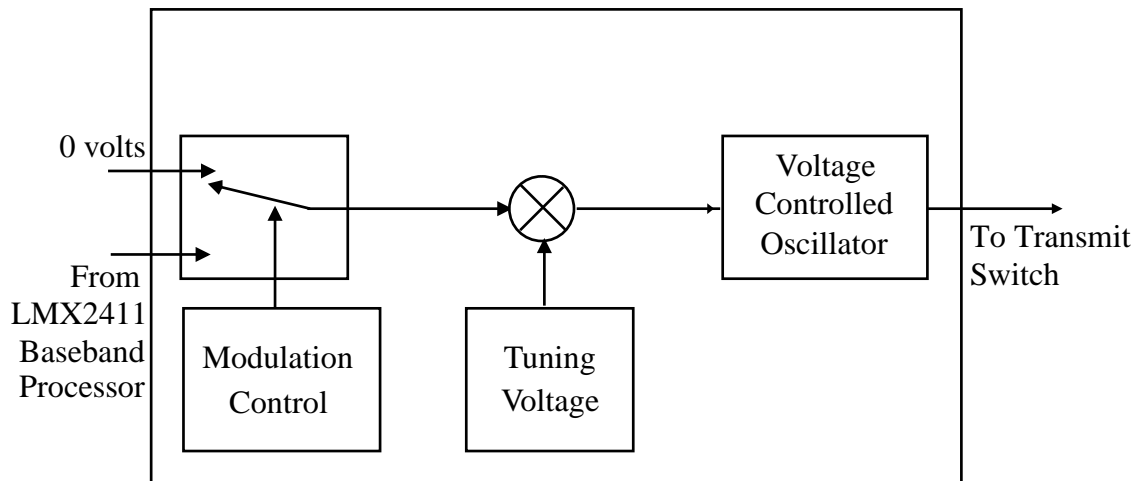 0 volts
From
LMX2411
Baseband
Processor
Modulation
Control
Tuning
Voltage
Voltage
Controlled
Oscillator
To Transmit
Switch